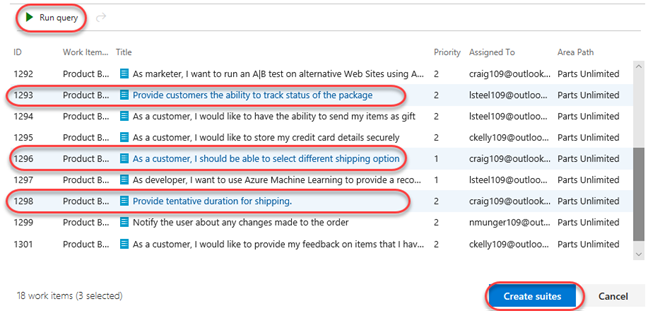 Run query
ID Work Item... Title Priority Assigned To Area Path
1292 Product B... As marketer, I want to run an A|B test on alternative Web Sites using A... 2 craig109@outlook... Parts Unlimited
1293 Product B... Provide customers the ability to track status of the package 2 lsteel109@outloo... Parts Unlimited
1294 Product B... As a customer, I would like to have the ability to send my items as gift 2 lsteel109@outloo... Parts Unlimited
1295 Product B... As a customer, I would like to store my credit card details securely 2 ckelly109@outloo... Parts Unlimited
1296 Product B... As a customer, I should be able to select different shipping option 1 craig109@outlook... Parts Unlimited
1297 Product B... As developer, I want to use Azure Machine Learning to provide a reco... 1 lsteel109@outloo... Parts Unlimited
1298 Product B... Provide tentative duration for shipping. 2 craig109@outlook... Parts Unlimited
1299 Product B... Notify the user about any changes made to the order 2 nmunger109@out... Parts Unlimited
1301 Product B... As a customer, I would like to provide my feedback on items that I hav... 2 ckelly109@outloo... Parts Unlimited
18 work items (3 selected) Create suites Cancel